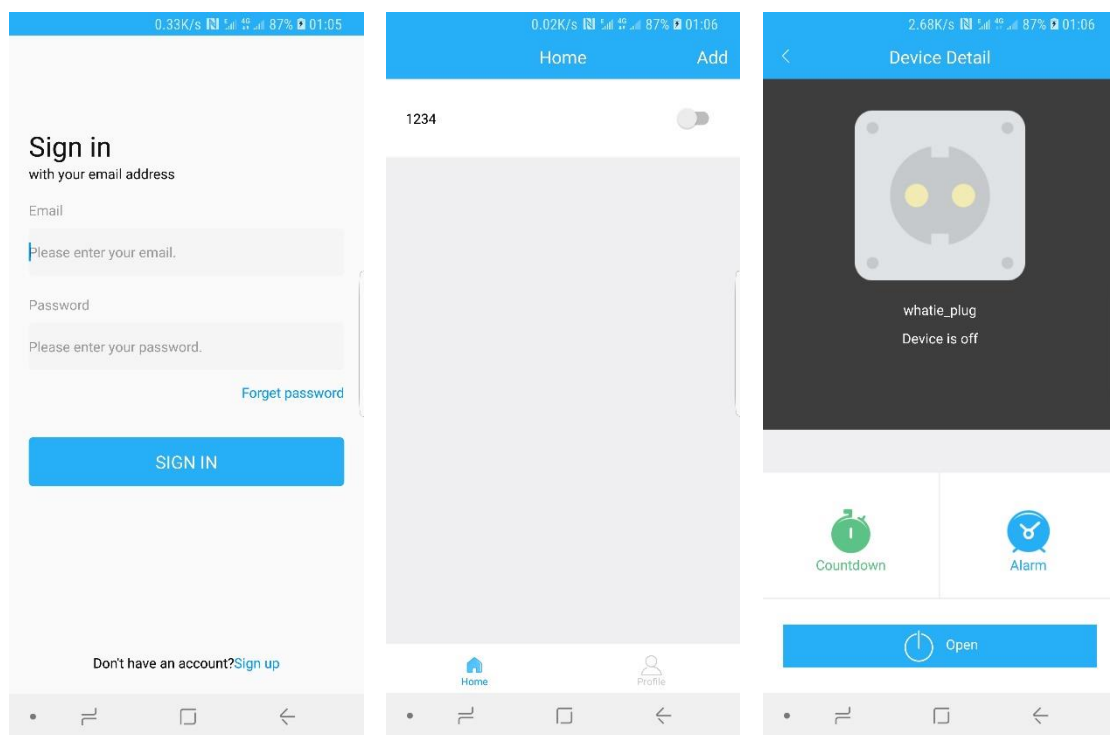 0.33K/s 87% 01:05
Sign in
with your email address
Email
Please enter your email.
Password
Please enter your password.
Forget password
SIGN IN
Don't have an account?Sign up
0.02K/s 87% 01:06
Home Add
1234
Home Profile
2.68K/s 87% 01:06
Device Detail
whatie_plug
Device is off
Countdown Alarm
Open